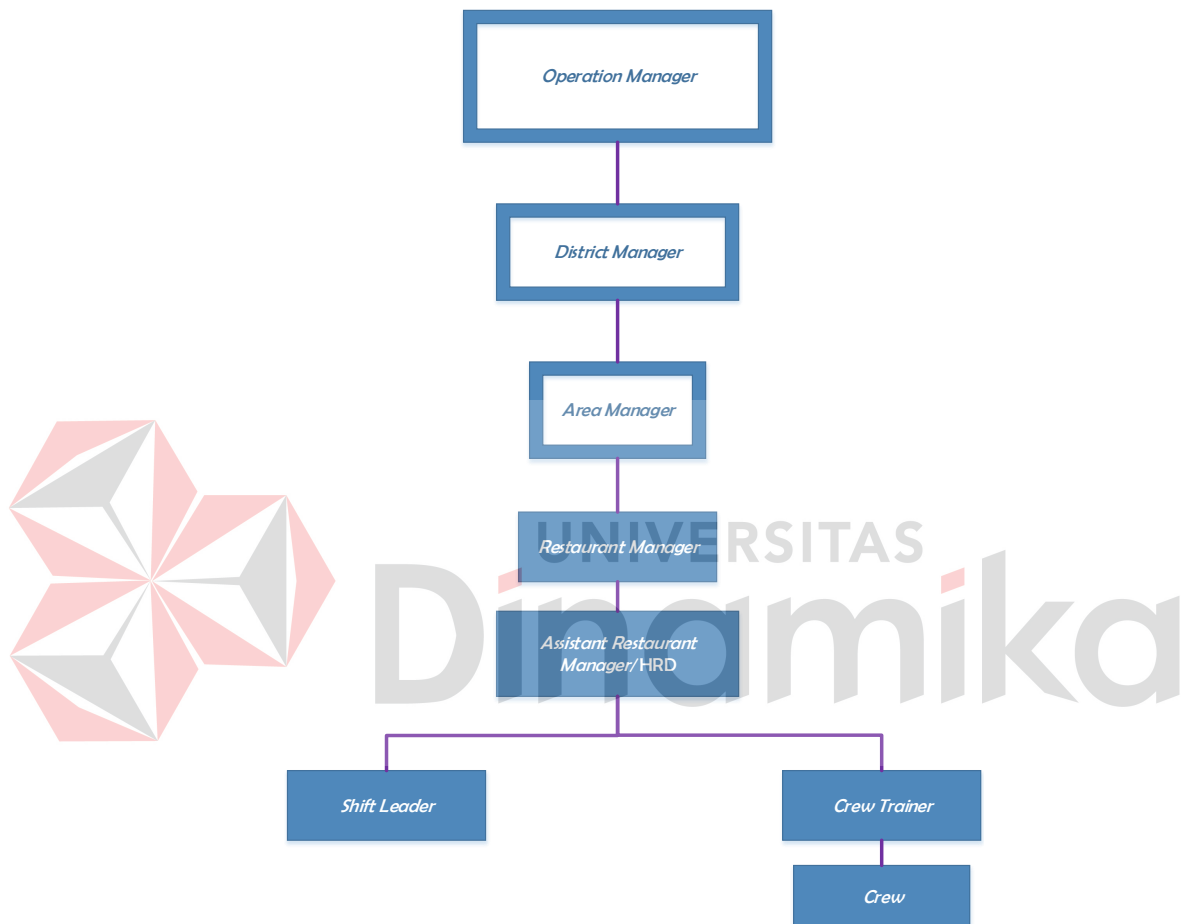 Operation Manager
District Manager
Area Manager
Restaurant Manager
UNIVERSITAS
Dinamika
Assistant Restaurant
Manager/ HRD
Shift Leader
Crew Trainer
Crew